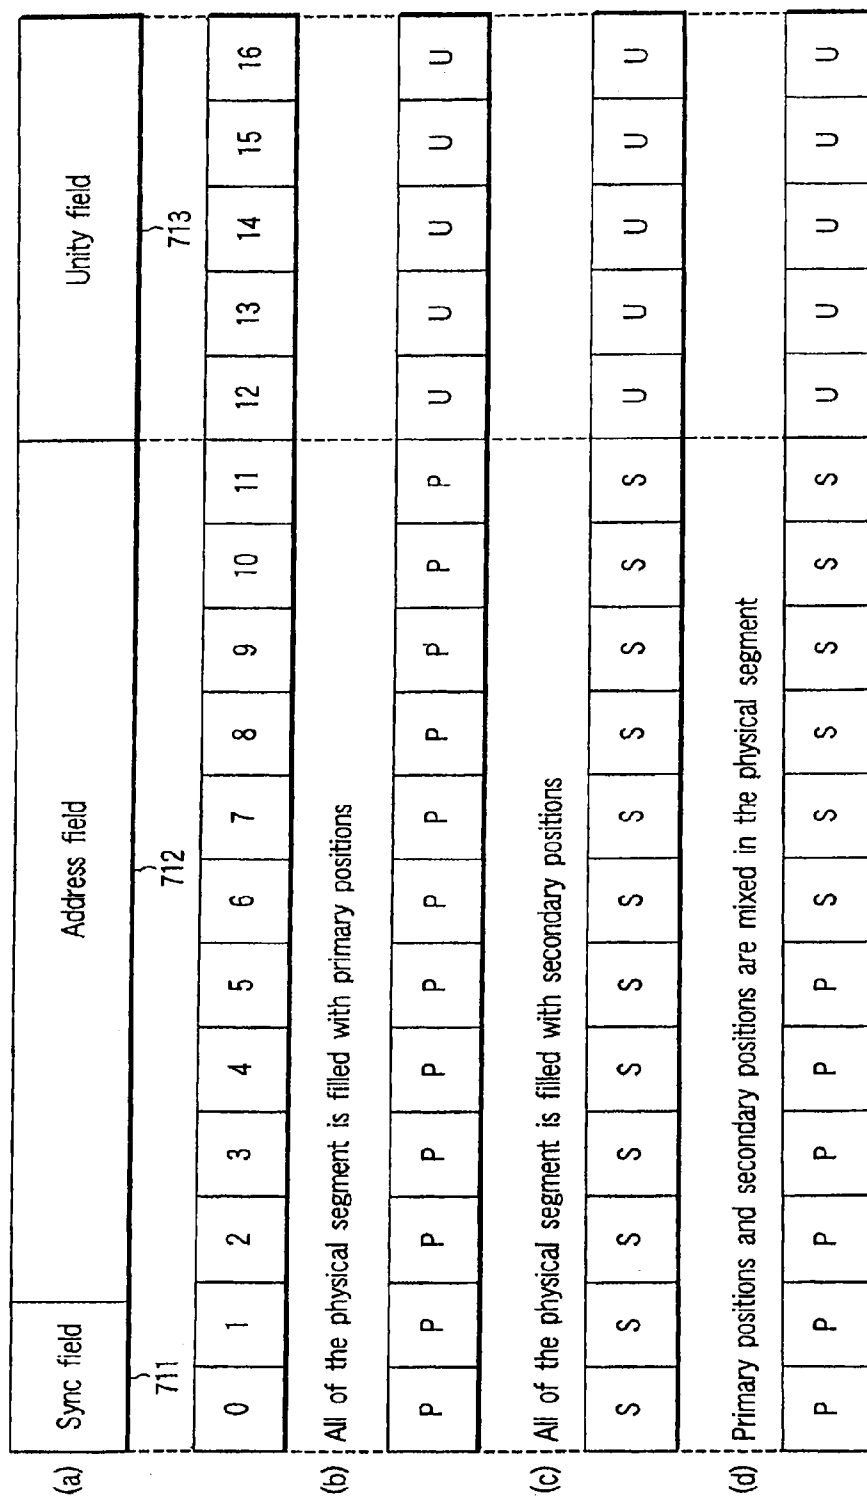 (a) Sync field Address field Unity field
711 712 713
0 1 2 3 4 5 6 7 8 9 10 11 12 13 14 15 16
(b) All of the physical segment is filled with primary positions
P P P P P P P P P P P P U U U U U
(c) All of the physical segment is filled with secondary positions
S S S S S S S S S S S S U U U U U
(d) Primary positions and secondary positions are mixed in the physical segment
P P P P P P S S S S S S U U U U U